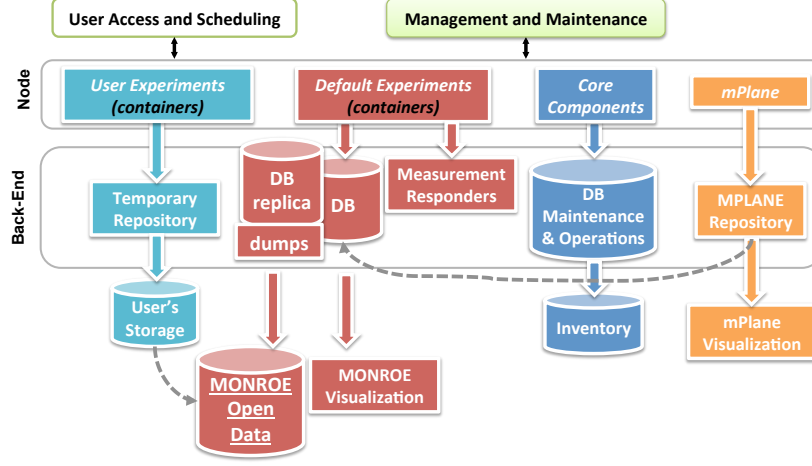 User Access and Scheduling
Management and Maintenance
Node
User Experiments
(containers)
Default Experiments
(containers)
Core
Components
mPlane
Back-End
Temporary
Repository
DB
replica
dumps
DB
Measurement
Responders
DB
Maintenance
& Operations
MPLANE
Repository
User's
Storage
Inventory
mPlane
Visualization
MONROE
Open
Data
MONROE
Visualization